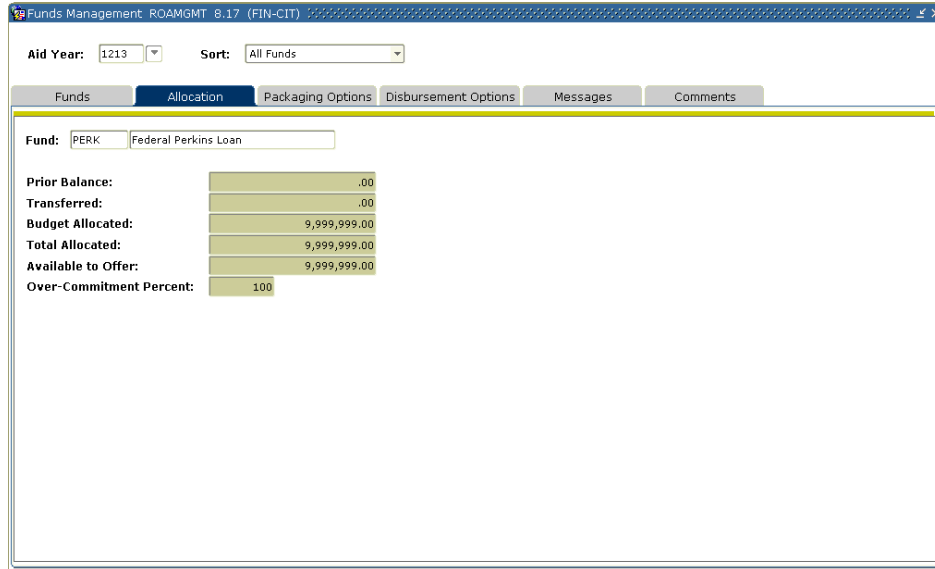 Funds Management ROAMGMT 8.17 (FIN-CIT)
Aid Year: 1213 Sort: All Funds
Funds Allocation Packaging Options Disbursement Options Messages Comments
Fund: PERK Federal Perkins Loan
Prior Balance: .00
Transferred: .00
Budget Allocated: 9,999,999.00
Total Allocated: 9,999,999.00
Available to Offer: 9,999,999.00
Over-Commitment Percent: 100